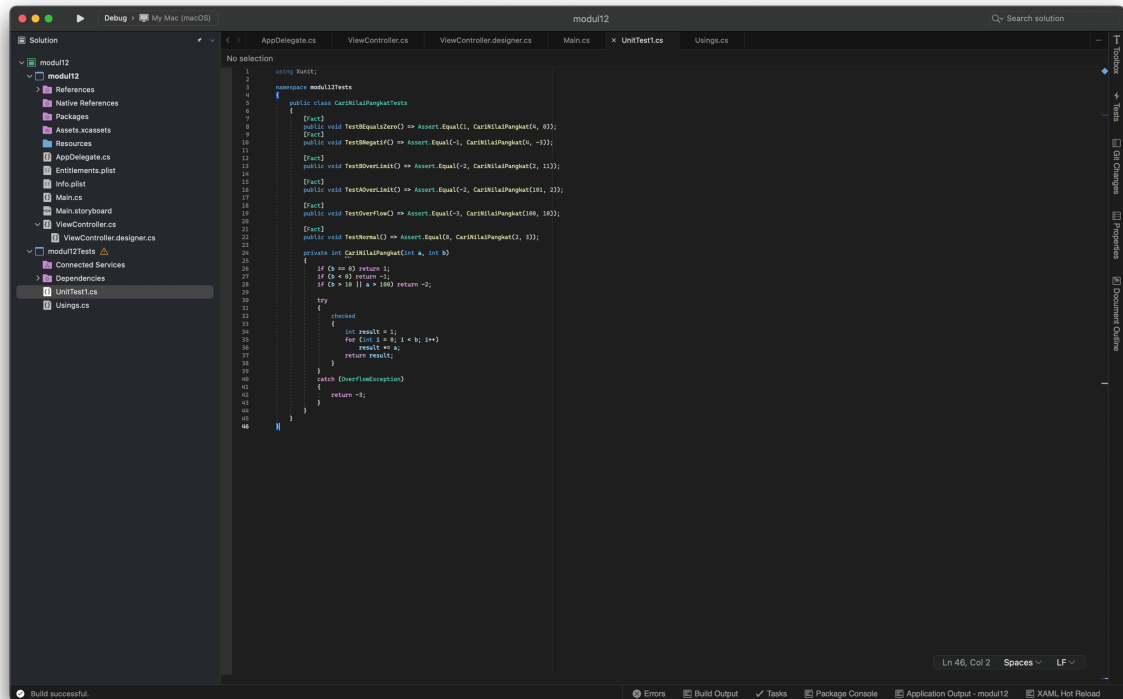 Debug › My Mac (macOS)
modul12
Search solution
Solution
AppDelegate.cs
ViewController.cs
ViewController.designer.cs
Main.cs
× UnitTest1.cs
Usings.cs
No selection
modul12
modul12
References
Native References
Packages
Assets.xcassets
Resources
AppDelegate.cs
Entitlements.plist
Info.plist
Main.cs
Main.storyboard
ViewController.cs
ViewController.designer.cs
modul12Tests
Connected Services
Dependencies
UnitTest1.cs
Usings.cs
1 using Xunit;
2
3 namespace modul12Tests
4 {
5 public class CariNilaiPangkatTests
6 {
7 [Fact]
8 public void TestBEqualsZero() => Assert.Equal(1, CariNilaiPangkat(4, 0));
9 [Fact]
10 public void TestBNegatif() => Assert.Equal(-1, CariNilaiPangkat(4, -3));
11
12 [Fact]
13 public void TestBOverLimit() => Assert.Equal(-2, CariNilaiPangkat(2, 11));
14
15 [Fact]
16 public void TestAOverLimit() => Assert.Equal(-2, CariNilaiPangkat(101, 2));
17
18 [Fact]
19 public void TestOverflow() => Assert.Equal(-3, CariNilaiPangkat(100, 10));
20
21 [Fact]
22 public void TestNormal() => Assert.Equal(8, CariNilaiPangkat(2, 3));
23
24 private int CariNilaiPangkat(int a, int b)
25 {
26 if (b == 0) return 1;
27 if (b < 0) return -1;
28 if (b > 10 || a > 100) return -2;
29
30 try
31 {
32 checked
33 {
34 int result = 1;
35 for (int i = 0; i < b; i++)
36 result *= a;
37 return result;
38 }
39 }
40 catch (OverflowException)
41 {
42 return -3;
43 }
44 }
45 }
46 }
Toolbox
Tests
Git Changes
Properties
Document Outline
Ln 46, Col 2 Spaces LF
Build successful.
Errors
Build Output
Tasks
Package Console
Application Output - modul12
XAML Hot Reload